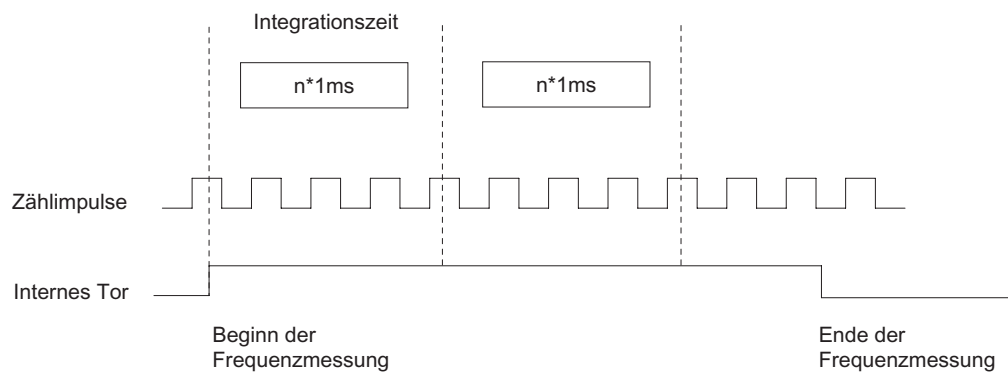 Integrationszeit
n*1ms
n*1ms
Zählimpulse
Internes Tor
Beginn der
Frequenzmessung
Ende der
Frequenzmessung